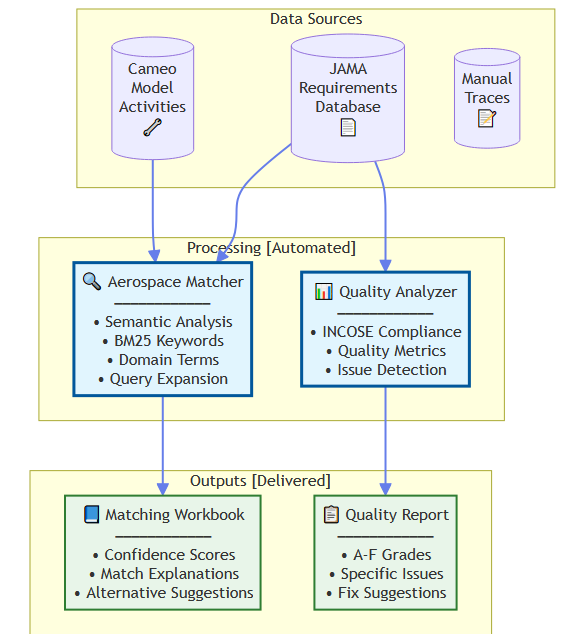 Data Sources
Cameo
Model
Activities
JAMA
Requirements
Database
Manual
Traces
Processing [Automated]
Aerospace Matcher
• Semantic Analysis
• BM25 Keywords
• Domain Terms
• Query Expansion
Quality Analyzer
• INCOSE Compliance
• Quality Metrics
• Issue Detection
Outputs [Delivered]
Matching Workbook
• Confidence Scores
• Match Explanations
• Alternative Suggestions
Quality Report
• A-F Grades
• Specific Issues
• Fix Suggestions